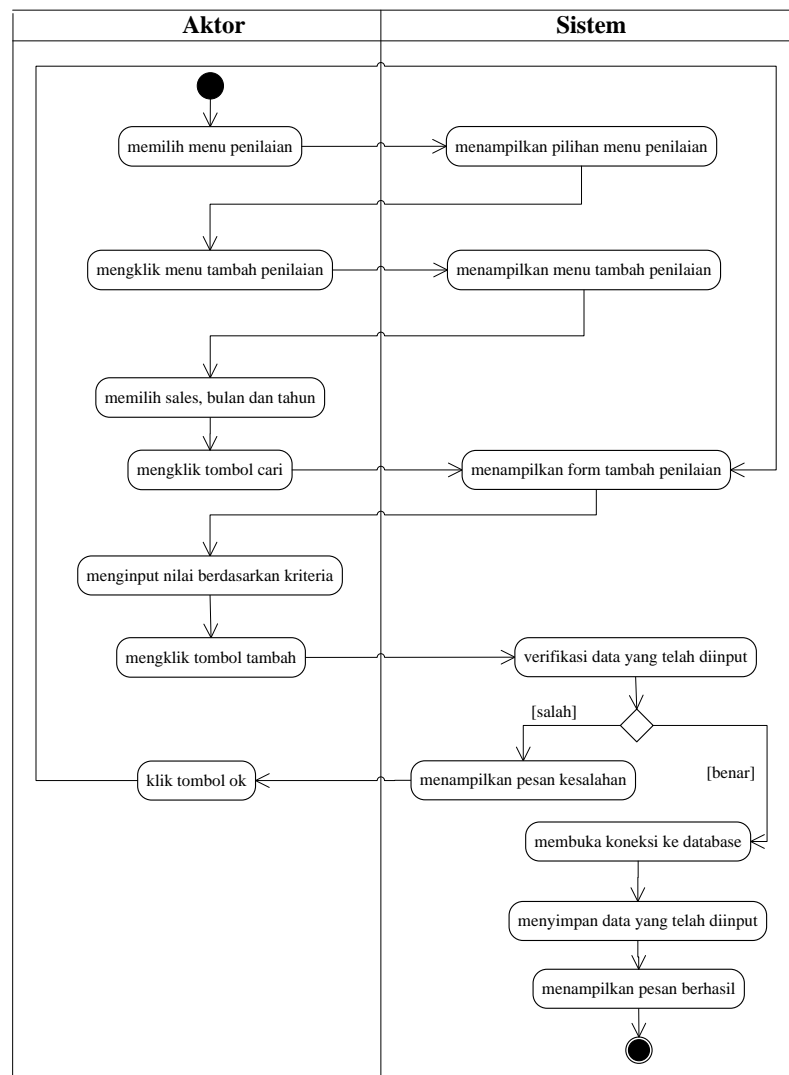 Aktor
Sistem
memilih menu penilaian
menampilkan pilihan menu penilaian
mengklik menu tambah penilaian
menampilkan menu tambah penilaian
memilih sales, bulan dan tahun
mengklik tombol cari
menampilkan form tambah penilaian
menginput nilai berdasarkan kriteria
mengklik tombol tambah
verifikasi data yang telah diinput
[salah]
klik tombol ok
menampilkan pesan kesalahan
[benar]
membuka koneksi ke database
menyimpan data yang telah diinput
menampilkan pesan berhasil